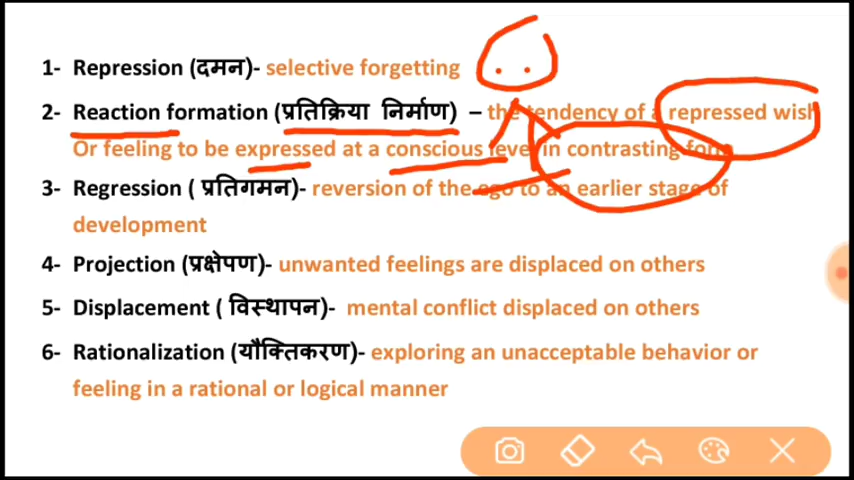 1- Repression (दमन)- selective forgetting
2- Reaction formation (प्रतिक्रिया निर्माण) – the tendency of a repressed wish
Or feeling to be expressed at a conscious level in contrasting form
3- Regression ( प्रतिगमन)- reversion of the ego to an earlier stage of
development
4- Projection (प्रक्षेपण)- unwanted feelings are displaced on others
5- Displacement ( विस्थापन)- mental conflict displaced on others
6- Rationalization (यौक्तिकरण)- exploring an unacceptable behavior or
feeling in a rational or logical manner